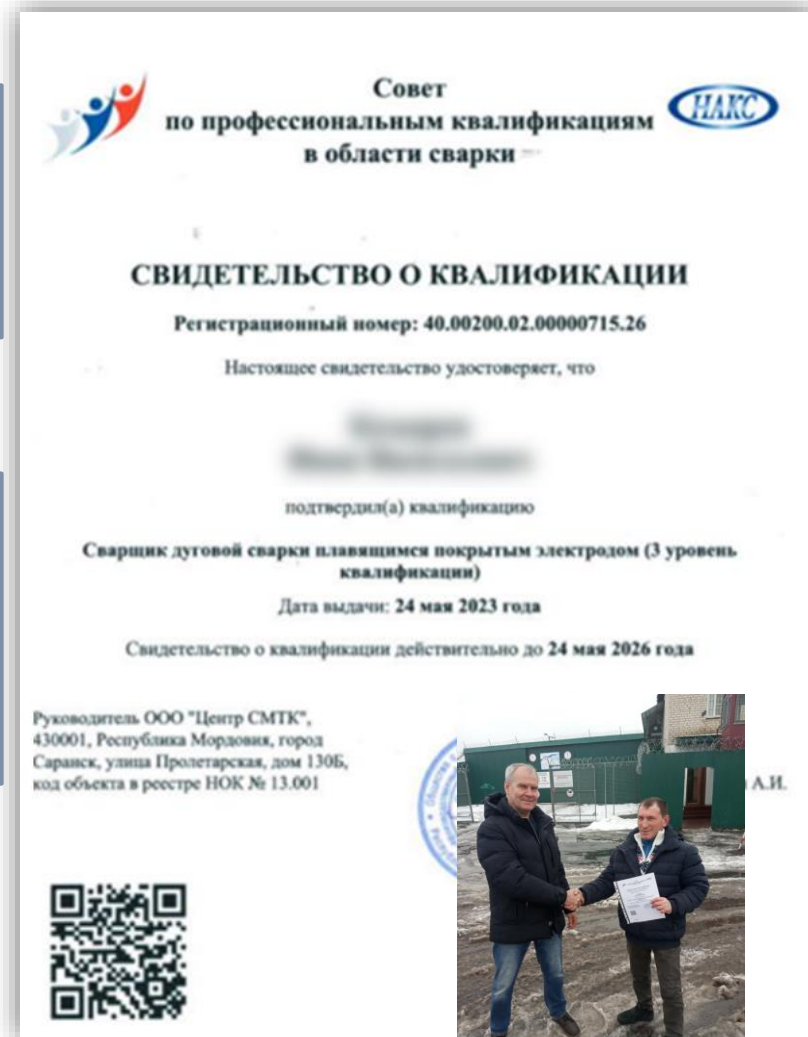 Совет
по профессиональным квалификациям
в области сварки
НАКС
СВИДЕТЕЛЬСТВО О КВАЛИФИКАЦИИ
Регистрационный номер: 40.00200.02.00000715.26
Настоящее свидетельство удостоверяет, что
подтвердил(а) квалификацию
Сварщик дуговой сварки плавящимся покрытым электродом (3 уровень
квалификации)
Дата выдачи: 24 мая 2023 года
Свидетельство о квалификации действительно до 24 мая 2026 года
Руководитель ООО "Центр СМТК",
430001, Республика Мордовия, город
Саранск, улица Пролетарская, дом 130Б,
код объекта в реестре НОК № 13.001
А.И.